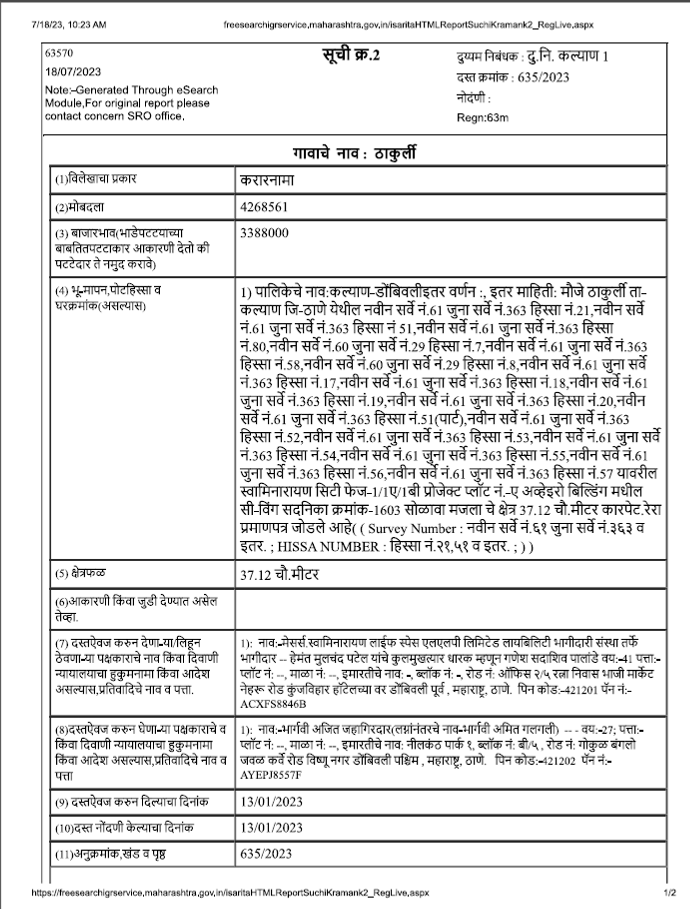 7/18/23, 10:23 AM freesearchigrservice.maharashtra.gov.in/isaritaHTMLReportSuchiKramank2_RegLive.aspx
63570
18/07/2023
Note:-Generated Through eSearch
Module,For original report please
contact concern SRO office.
सूची क्र.2
दुय्यम निबंधक : दु.नि. कल्याण 1
दस्त क्रमांक : 635/2023
नोदंणी :
Regn:63m
गावाचे नाव : ठाकुर्ली
(1)विलेखाचा प्रकार करारनामा
(2)मोबदला 4268561
(3) बाजारभाव(भाडेपटटयाच्या
बाबतितपटटाकार आकारणी देतो की
पटटेदार ते नमुद करावे)
3388000
(4) भू-मापन,पोटहिस्सा व
घरक्रमांक(असल्यास)
1) पालिकेचे नाव:कल्याण-डोंबिवलीइतर वर्णन :, इतर माहिती: मौजे ठाकुर्ली ता-
कल्याण जि-ठाणे येथील नवीन सर्वे नं.61 जुना सर्वे नं.363 हिस्सा नं.21,नवीन सर्वे
नं.61 जुना सर्वे नं.363 हिस्सा नं 51,नवीन सर्वे नं.61 जुना सर्वे नं.363 हिस्सा
नं.80,नवीन सर्वे नं.60 जुना सर्वे नं.29 हिस्सा नं.7,नवीन सर्वे नं.61 जुना सर्वे नं.363
हिस्सा नं.58,नवीन सर्वे नं.60 जुना सर्वे नं.29 हिस्सा नं.8,नवीन सर्वे नं.61 जुना सर्वे
नं.363 हिस्सा नं.17,नवीन सर्वे नं.61 जुना सर्वे नं.363 हिस्सा नं.18,नवीन सर्वे नं.61
जुना सर्वे नं.363 हिस्सा नं.19,नवीन सर्वे नं.61 जुना सर्वे नं.363 हिस्सा नं.20,नवीन
सर्वे नं.61 जुना सर्वे नं.363 हिस्सा नं.51(पार्ट),नवीन सर्वे नं.61 जुना सर्वे नं.363
हिस्सा नं.52,नवीन सर्वे नं.61 जुना सर्वे नं.363 हिस्सा नं.53,नवीन सर्वे नं.61 जुना सर्वे
नं.363 हिस्सा नं.54,नवीन सर्वे नं.61 जुना सर्वे नं.363 हिस्सा नं.55,नवीन सर्वे नं.61
जुना सर्वे नं.363 हिस्सा नं.56,नवीन सर्वे नं.61 जुना सर्वे नं.363 हिस्सा नं.57 यावरील
स्वामिनारायण सिटी फेज-1/1ए/1बी प्रोजेक्ट प्लॉट नं.-ए अव्हेइरो बिल्डिंग मधील
सी-विंग सदनिका क्रमांक-1603 सोळावा मजला चे क्षेत्र 37.12 चौ.मीटर कारपेट.रेरा
प्रमाणपत्र जोडले आहे( ( Survey Number : नवीन सर्वे नं.६१ जुना सर्वे नं.३६३ व
इतर. ; HISSA NUMBER : हिस्सा नं.२१,५१ व इतर. ; ) )
(5) क्षेत्रफळ 37.12 चौ.मीटर
(6)आकारणी किंवा जुडी देण्यात असेल
तेव्हा.
(7) दस्तऐवज करुन देणा-या/लिहून
ठेवणा-या पक्षकाराचे नाव किंवा दिवाणी
न्यायालयाचा हुकुमनामा किंवा आदेश
असल्यास,प्रतिवादिचे नाव व पत्ता.
1): नाव:-मेसर्स.स्वामिनारायण लाईफ स्पेस एलएलपी लिमिटेड लायबिलिटी भागीदारी संस्था तर्फे
भागीदार -- हेमंत मुलचंद पटेल यांचे कुलमुखत्यार धारक म्हणून गणेश सदाशिव पालांडे वय:-41 पत्ता:-
प्लॉट नं: --, माळा नं: --, इमारतीचे नाव: -, ब्लॉक नं: -, रोड नं: ऑफिस २/५ रत्ना निवास भाजी मार्केट
नेहरू रोड कुंजविहार हॉटेलच्या वर डोंबिवली पूर्व , महाराष्ट्र, ठाणे. पिन कोड:-421201 पॅन नं:-
ACXFS8846B
(8)दस्तऐवज करुन घेणा-या पक्षकाराचे व
किंवा दिवाणी न्यायालयाचा हुकुमनामा
किंवा आदेश असल्यास,प्रतिवादिचे नाव व
पत्ता
1): नाव:-भार्गवी अजित जहागिरदार(लग्नांनतरचे नाव-भार्गवी अमित गलगली) -- - वय:-27; पत्ता:-
प्लॉट नं: --, माळा नं: --, इमारतीचे नाव: नीलकंठ पार्क १, ब्लॉक नं: बी/५ , रोड नं: गोकुळ बंगलो
जवळ कर्वे रोड विष्णू नगर डोंबिवली पश्चिम , महाराष्ट्र, ठाणे. पिन कोड:-421202 पॅन नं:-
AYEPJ8557F
(9) दस्तऐवज करुन दिल्याचा दिनांक 13/01/2023
(10)दस्त नोंदणी केल्याचा दिनांक 13/01/2023
(11)अनुक्रमांक,खंड व पृष्ठ 635/2023
https://freesearchigrservice.maharashtra.gov.in/isaritaHTMLReportSuchiKramank2_RegLive.aspx 1/2